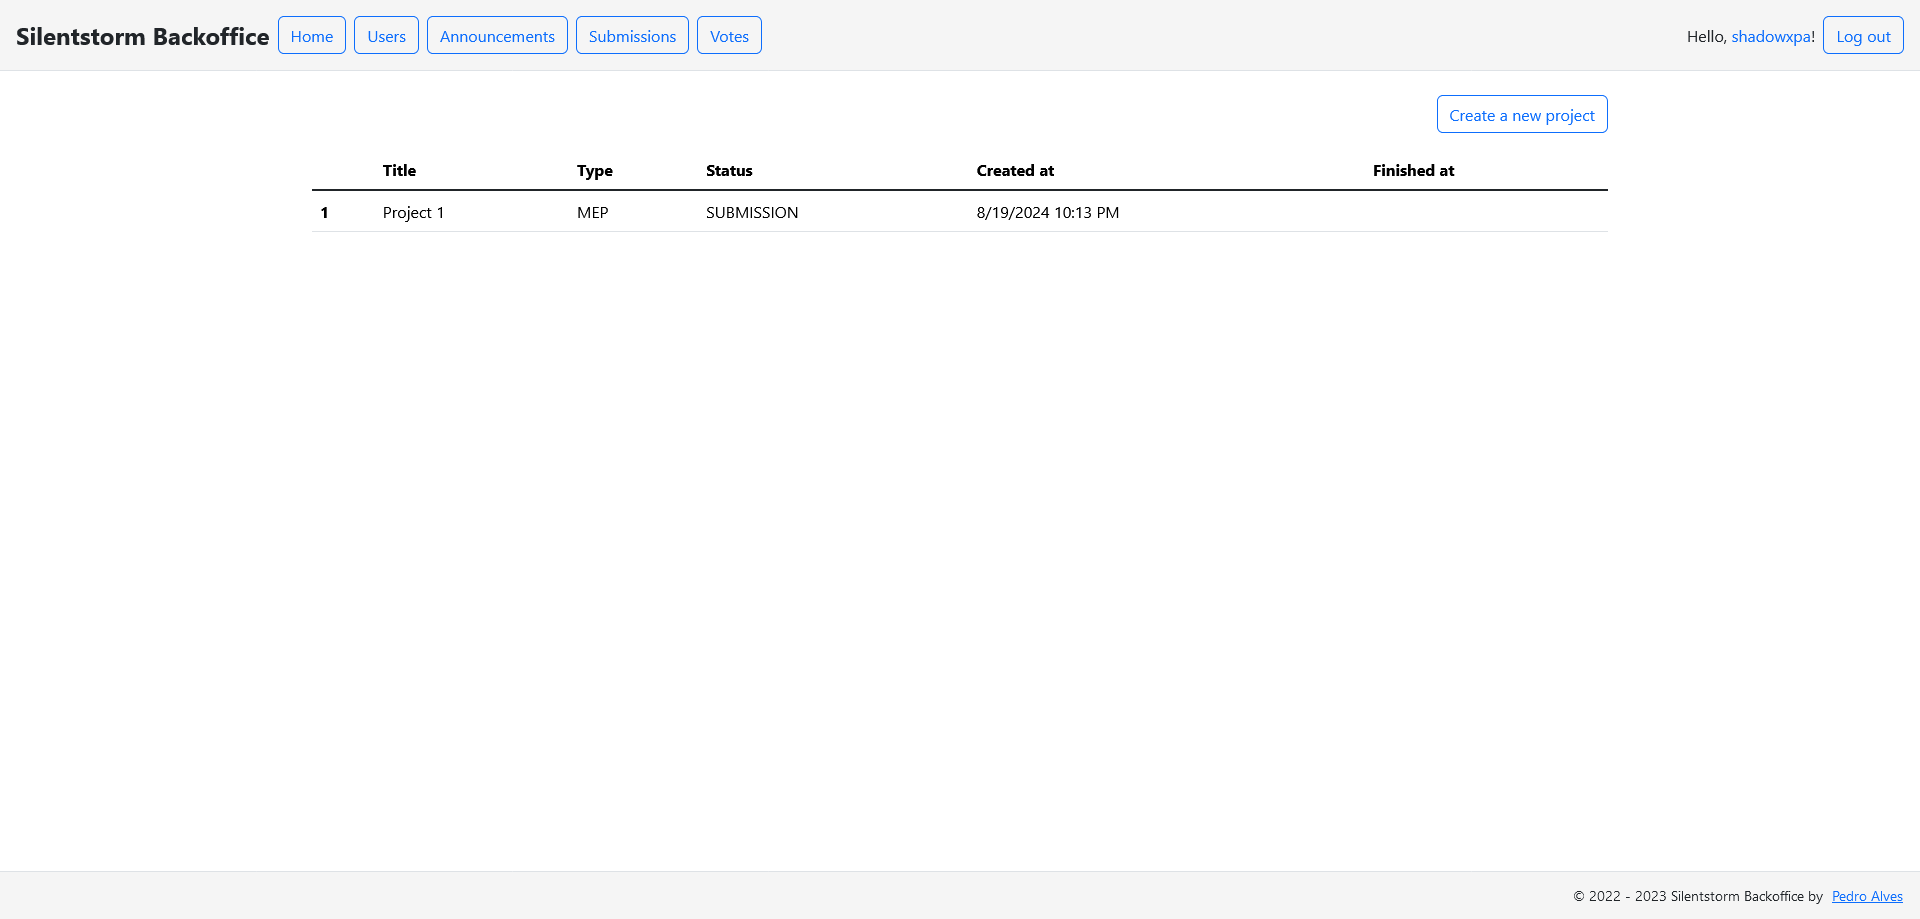 Silentstorm Backoffice Home Users Announcements Submissions Votes Hello, shadowxpa! Log out
Create a new project
Title Type Status Created at Finished at
1 Project 1 MEP SUBMISSION 8/19/2024 10:13 PM
© 2022 - 2023 Silentstorm Backoffice by Pedro Alves